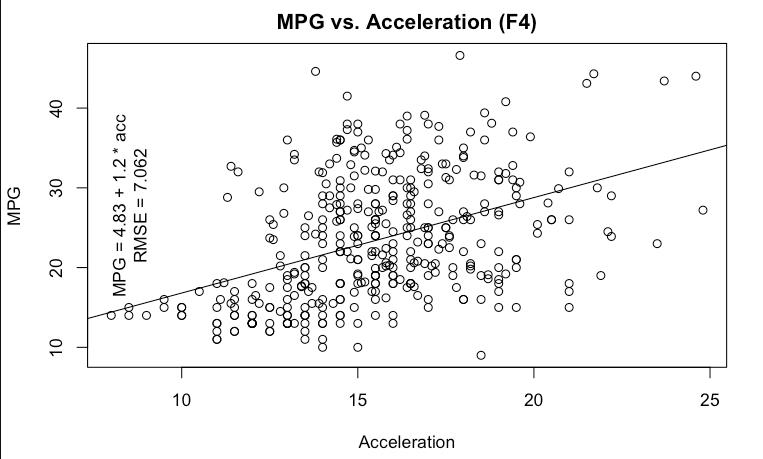 MPG vs. Acceleration (F4)
MPG
40
30
20
10
MPG = 4.83 + 1.2 * acc
RMSE = 7.062
10
15
20
25
Acceleration